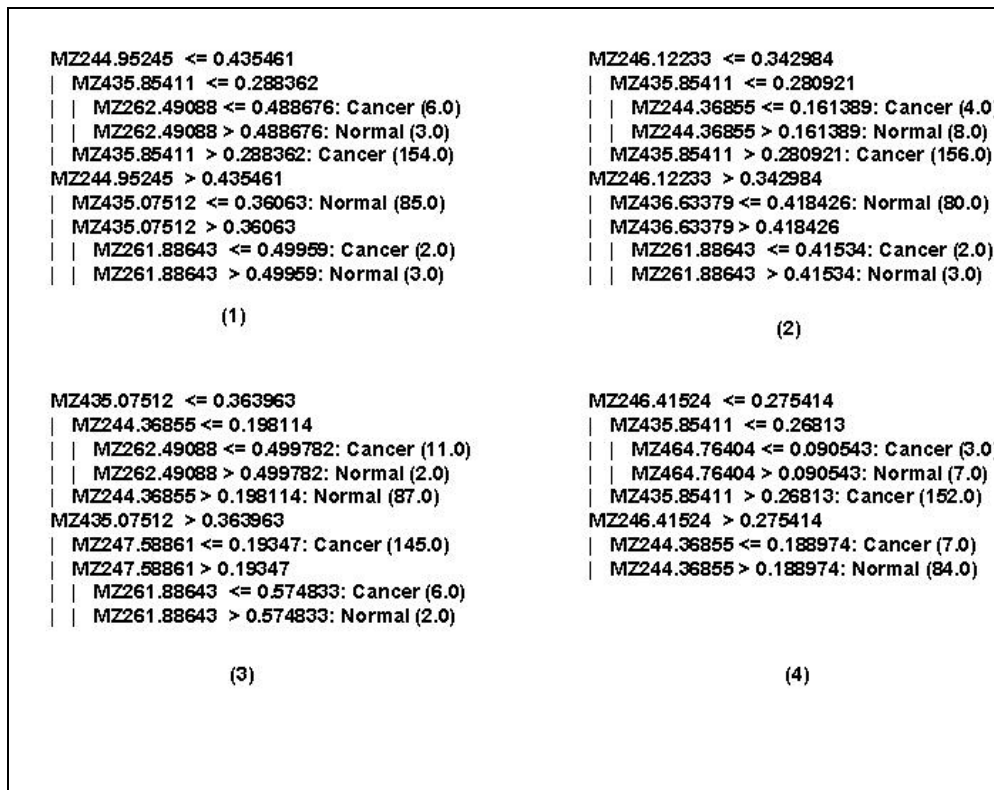 MZ244.95245 <= 0.435461
| MZ435.85411 <= 0.288362
| | MZ262.49088 <= 0.488676: Cancer (6.0)
| | MZ262.49088 > 0.488676: Normal (3.0)
| MZ435.85411 > 0.288362: Cancer (154.0)
MZ244.95245 > 0.435461
| MZ435.07512 <= 0.36063: Normal (85.0)
| MZ435.07512 > 0.36063
| | MZ261.88643 <= 0.49959: Cancer (2.0)
| | MZ261.88643 > 0.49959: Normal (3.0)
(1)
MZ246.12233 <= 0.342984
| MZ435.85411 <= 0.280921
| | MZ244.36855 <= 0.161389: Cancer (4.0
| | MZ244.36855 > 0.161389: Normal (8.0)
| MZ435.85411 > 0.280921: Cancer (156.0)
MZ246.12233 > 0.342984
| MZ436.63379 <= 0.418426: Normal (80.0)
| MZ436.63379 > 0.418426
| | MZ261.88643 <= 0.41534: Cancer (2.0)
| | MZ261.88643 > 0.41534: Normal (3.0)
(2)
MZ435.07512 <= 0.363963
| MZ244.36855 <= 0.198114
| | MZ262.49088 <= 0.499782: Cancer (11.0)
| | MZ262.49088 > 0.499782: Normal (2.0)
| MZ244.36855 > 0.198114: Normal (87.0)
MZ435.07512 > 0.363963
| MZ247.58861 <= 0.19347: Cancer (145.0)
| MZ247.58861 > 0.19347
| | MZ261.88643 <= 0.574833: Cancer (6.0)
| | MZ261.88643 > 0.574833: Normal (2.0)
(3)
MZ246.41524 <= 0.275414
| MZ435.85411 <= 0.26813
| | MZ464.76404 <= 0.090543: Cancer (3.0
| | MZ464.76404 > 0.090543: Normal (7.0)
| MZ435.85411 > 0.26813: Cancer (152.0)
MZ246.41524 > 0.275414
| MZ244.36855 <= 0.188974: Cancer (7.0)
| MZ244.36855 > 0.188974: Normal (84.0)
(4)